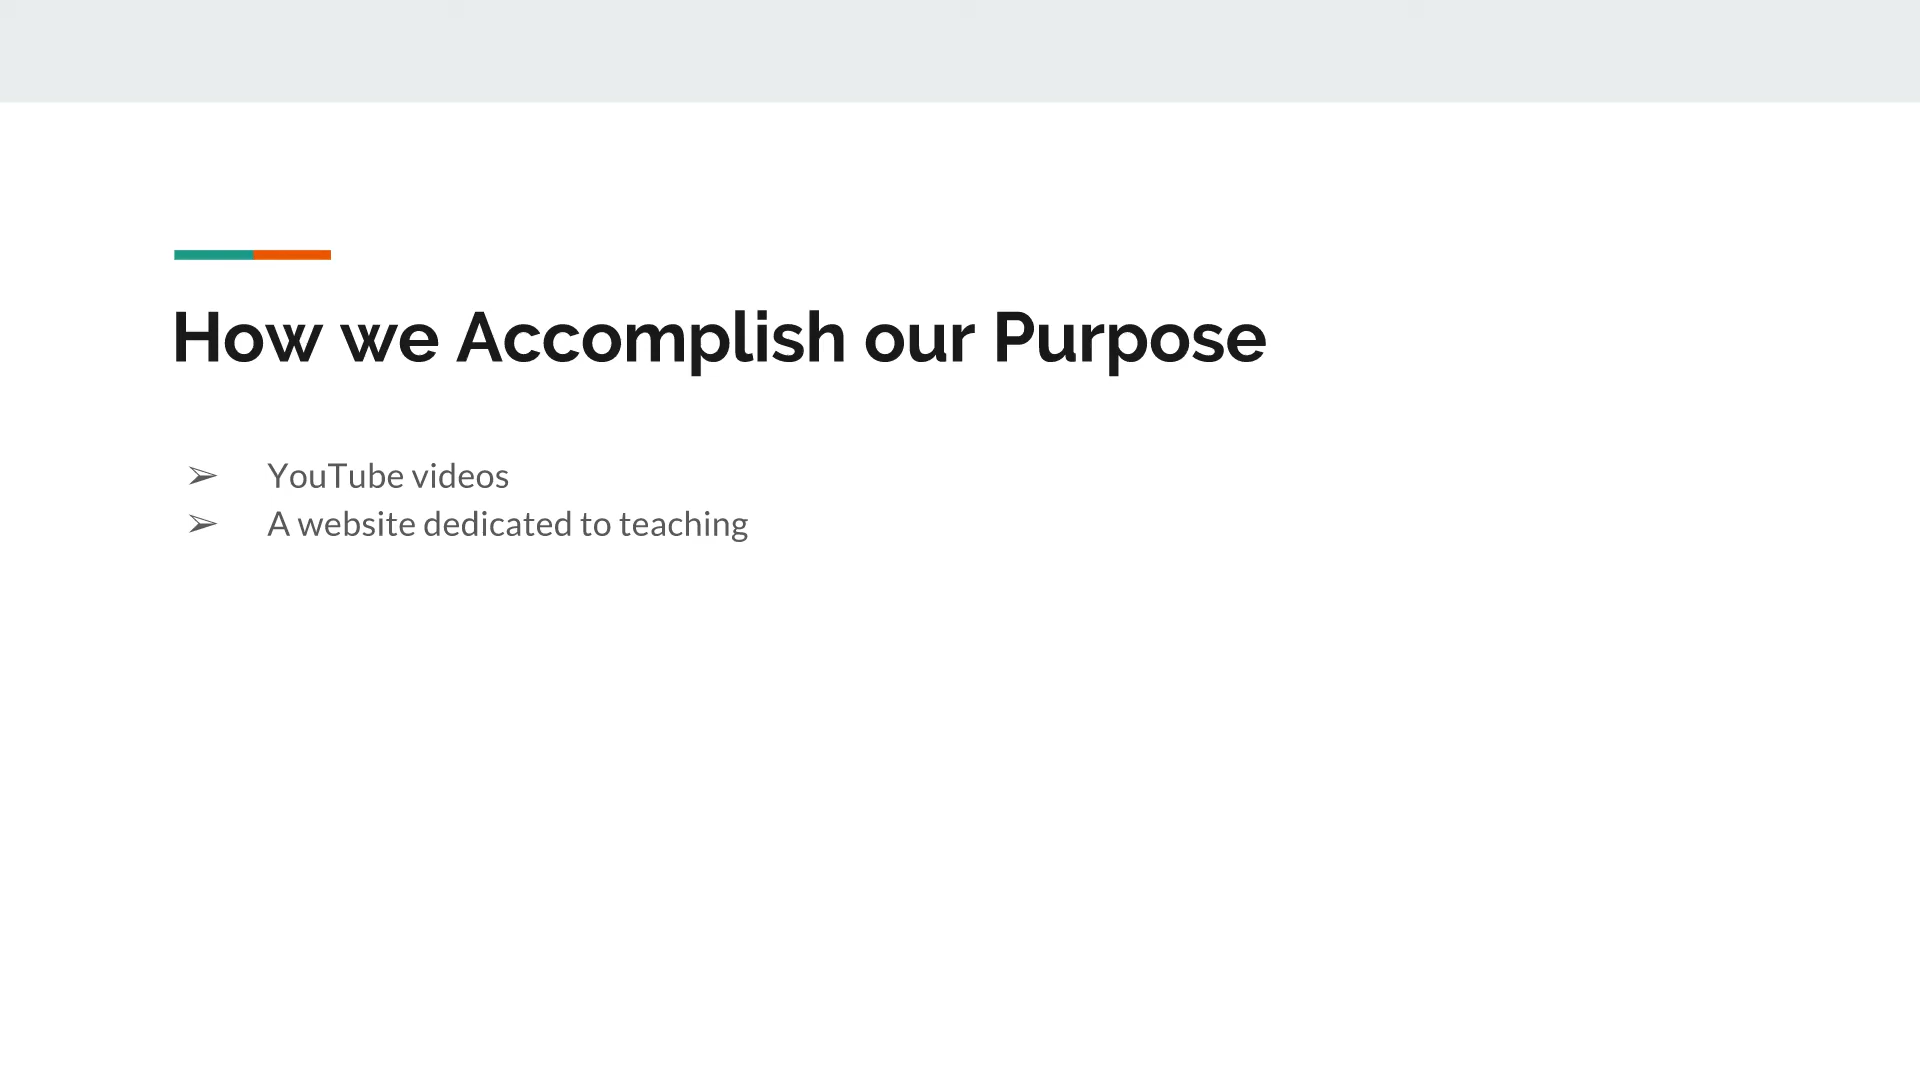 How we Accomplish our Purpose
➢ YouTube videos
➢ A website dedicated to teaching